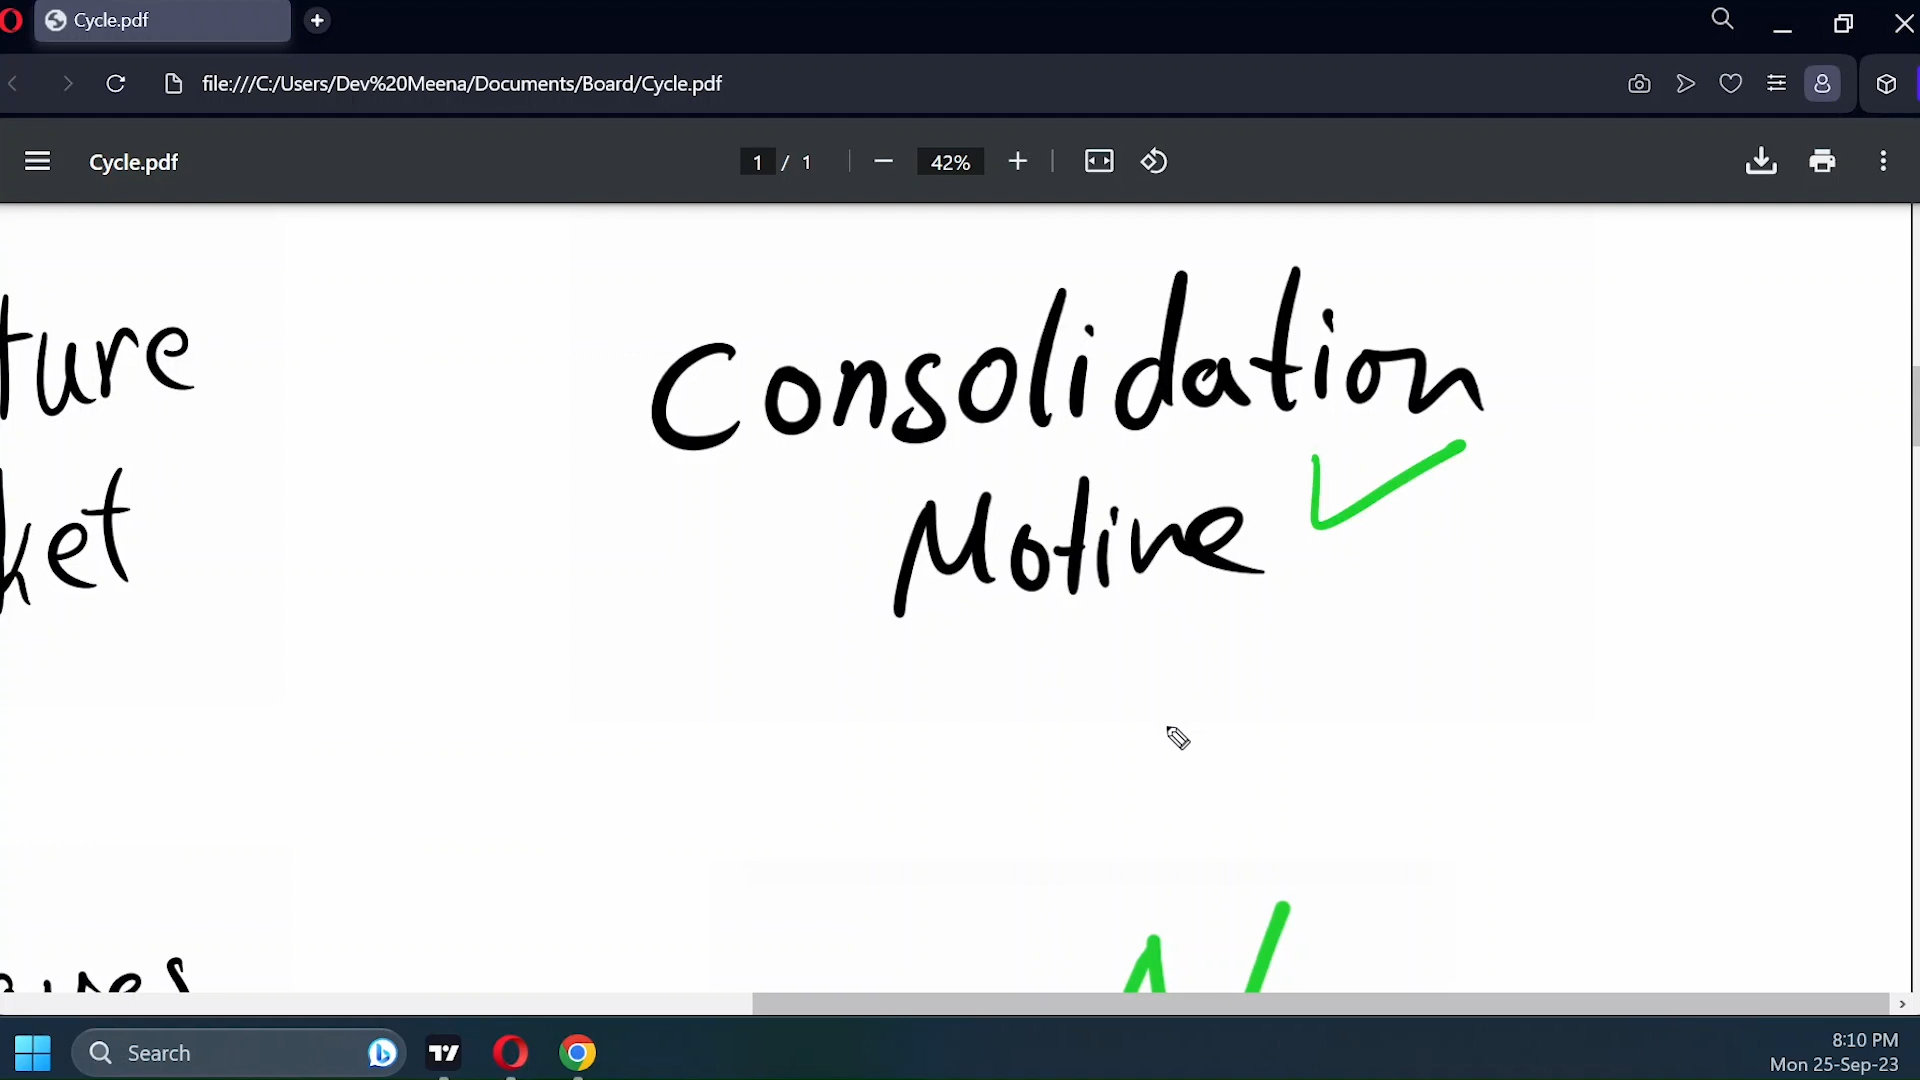 Cycle.pdf
file:///C:/Users/Dev%20Meena/Documents/Board/Cycle.pdf
Cycle.pdf
1 / 1
42%
ture
ket
Consolidation
Motive
Search
8:10 PM
Mon 25-Sep-23